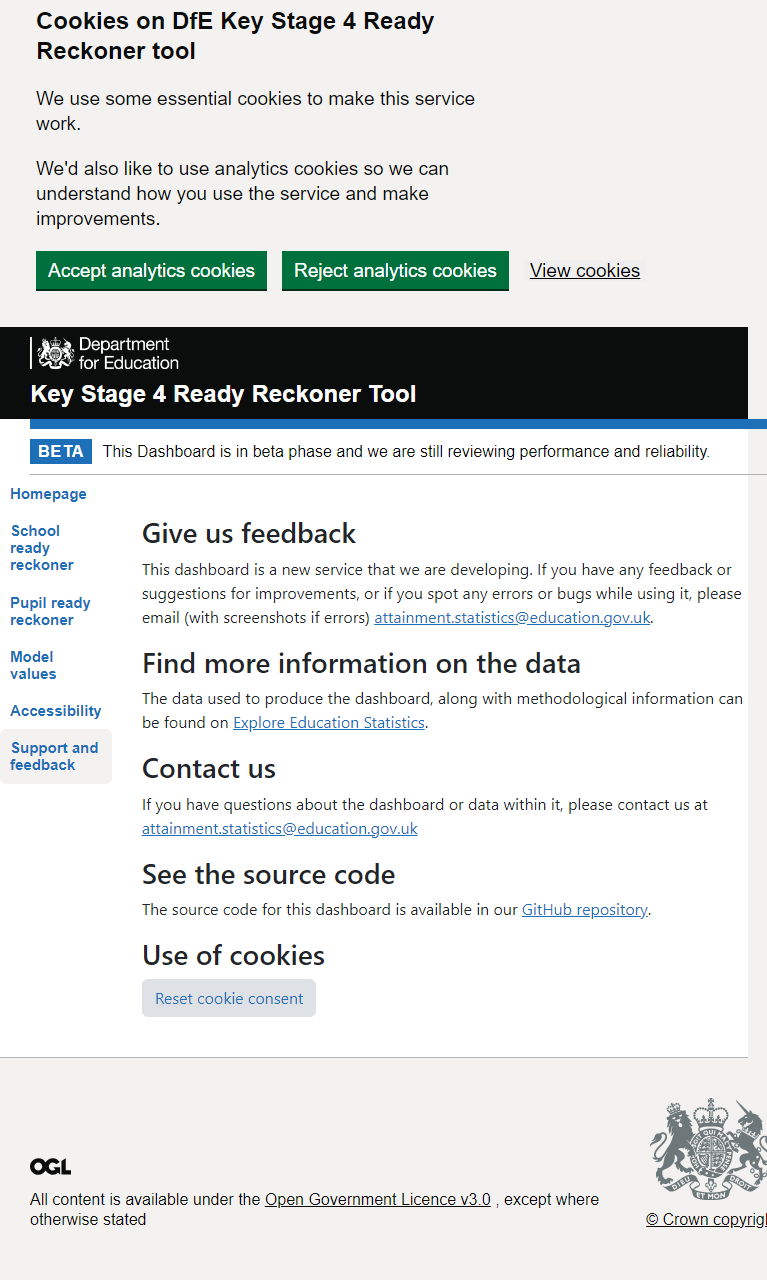 Cookies on DfE Key Stage 4 Ready
Reckoner tool
We use some essential cookies to make this service
work.
We'd also like to use analytics cookies so we can
understand how you use the service and make
improvements.
Accept analytics cookies
Reject analytics cookies
View cookies
Department
for Education
Key Stage 4 Ready Reckoner Tool
BETA
This Dashboard is in beta phase and we are still reviewing performance and reliability.
Homepage
School
ready
reckoner
Pupil ready
reckoner
Model
values
Accessibility
Support and
feedback
Give us feedback
This dashboard is a new service that we are developing. If you have any feedback or
suggestions for improvements, or if you spot any errors or bugs while using it, please
email (with screenshots if errors) attainment.statistics@education.gov.uk.
Find more information on the data
The data used to produce the dashboard, along with methodological information can
be found on Explore Education Statistics.
Contact us
If you have questions about the dashboard or data within it, please contact us at
attainment.statistics@education.gov.uk
See the source code
The source code for this dashboard is available in our GitHub repository.
Use of cookies
Reset cookie consent
OGL
All content is available under the Open Government Licence v3.0 , except where
otherwise stated
© Crown copyrig